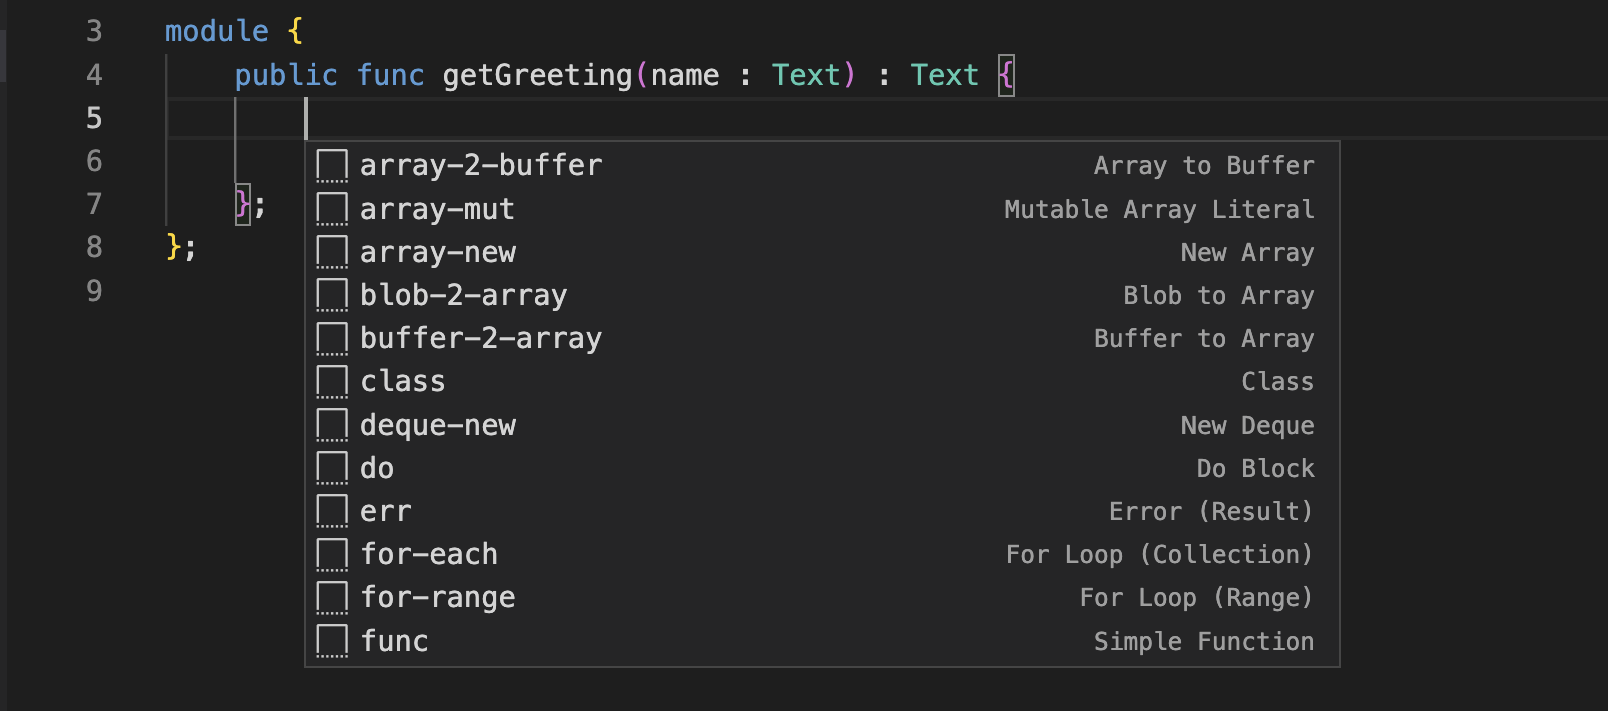 3 module {
4 public func getGreeting(name : Text) : Text {
5
6
array-2-buffer Array to Buffer
7 }; array-mut Mutable Array Literal
8 }; array-new New Array
9 blob-2-array Blob to Array
buffer-2-array Buffer to Array
class Class
deque-new New Deque
do Do Block
err Error (Result)
for-each For Loop (Collection)
for-range For Loop (Range)
func Simple Function